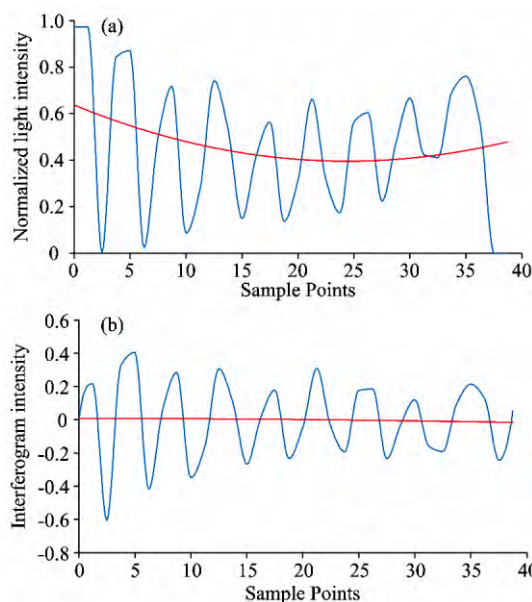 (a)
Normalized light intensity
1.0
0.8
0.6
0.4
0.2
0
0 5 10 15 20 25 30 35 40
Sample Points
(b)
Interferogram intensity
0.6
0.4
0.2
0
-0.2
-0.4
-0.6
-0.8
0 5 10 15 20 25 30 35 40
Sample Points